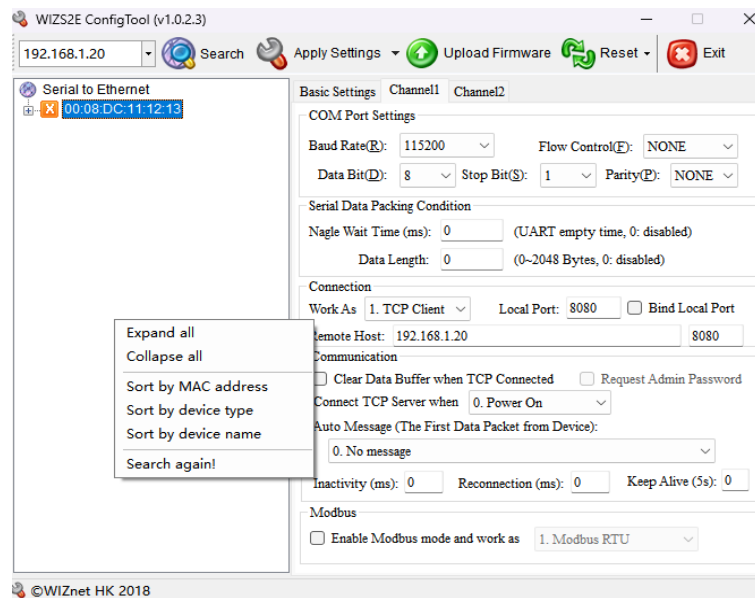 WIZS2E ConfigTool (v1.0.2.3)
192.168.1.20 Search Apply Settings Upload Firmware Reset Exit
Serial to Ethernet
X 00:08:DC:11:12:13
Expand all
Collapse all
Sort by MAC address
Sort by device type
Sort by device name
Search again!
Basic Settings Channel1 Channel2
COM Port Settings
Baud Rate(R): 115200 Flow Control(F): NONE
Data Bit(D): 8 Stop Bit(S): 1 Parity(P): NONE
Serial Data Packing Condition
Nagle Wait Time (ms): 0 (UART empty time, 0: disabled)
Data Length: 0 (0~2048 Bytes, 0: disabled)
Connection
Work As 1. TCP Client Local Port: 8080 Bind Local Port
Remote Host: 192.168.1.20 8080
Communication
Clear Data Buffer when TCP Connected Request Admin Password
Connect TCP Server when 0. Power On
Auto Message (The First Data Packet from Device):
0. No message
Inactivity (ms): 0 Reconnection (ms): 0 Keep Alive (5s): 0
Modbus
Enable Modbus mode and work as 1. Modbus RTU
©WIZnet HK 2018